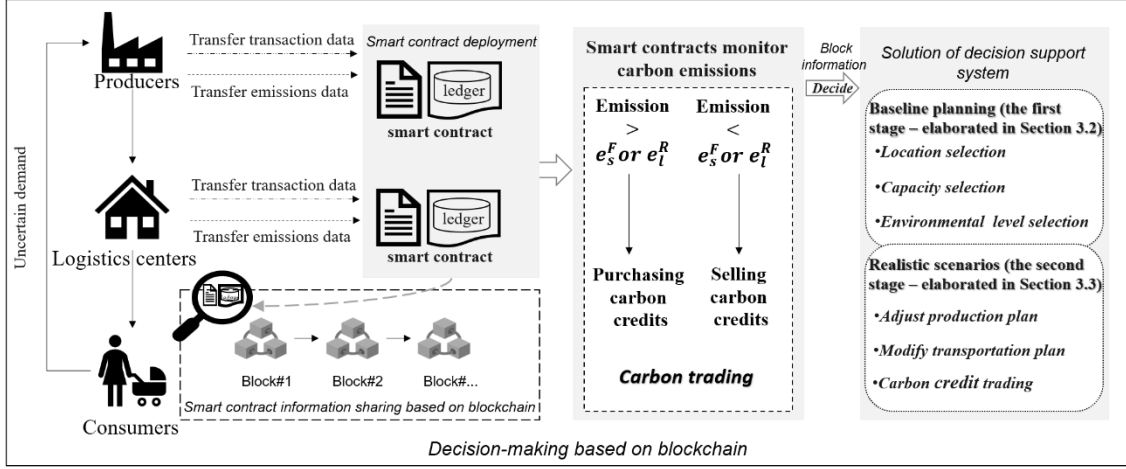 Producers
Transfer transaction data
Transfer emissions data
Uncertain demand
Logistics centers
Transfer transaction data
Transfer emissions data
Consumers
Smart contract deployment
ledger
smart contract
ledger
smart contract
Block#1
Block#2
Block#...
Smart contract information sharing based on blockchain
Smart contracts monitor
carbon emissions
Emission
>
e_s^F or e_l^R
Purchasing
carbon
credits
Emission
<
e_s^F or e_l^R
Selling
carbon
credits
Carbon trading
Block
information
Decide
Solution of decision support
system
Baseline planning (the first
stage – elaborated in Section 3.2)
•Location selection
•Capacity selection
•Environmental level selection
Realistic scenarios (the second
stage – elaborated in Section 3.3)
•Adjust production plan
•Modify transportation plan
•Carbon credit trading
Decision-making based on blockchain